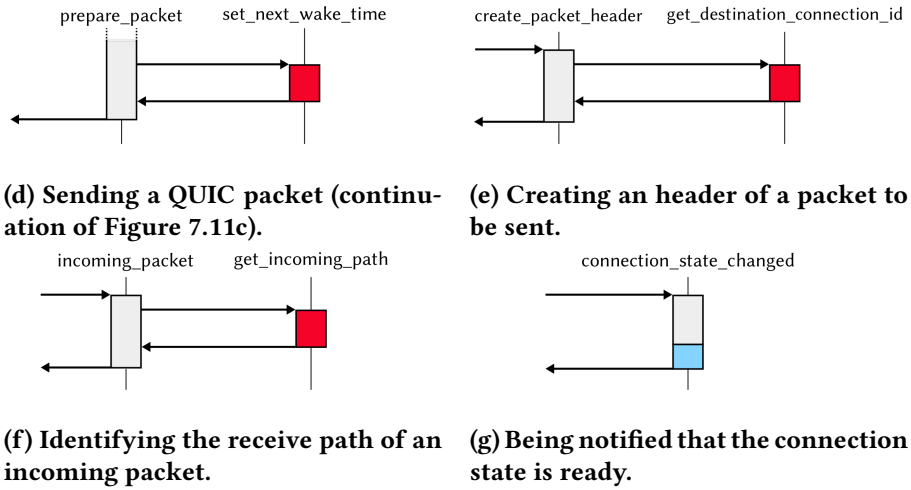 prepare_packet set_next_wake_time
create_packet_header get_destination_connection_id
(d) Sending a QUIC packet (continu-
ation of Figure 7.11c).
(e) Creating an header of a packet to
be sent.
incoming_packet get_incoming_path
connection_state_changed
(f) Identifying the receive path of an
incoming packet.
(g) Being notified that the connection
state is ready.